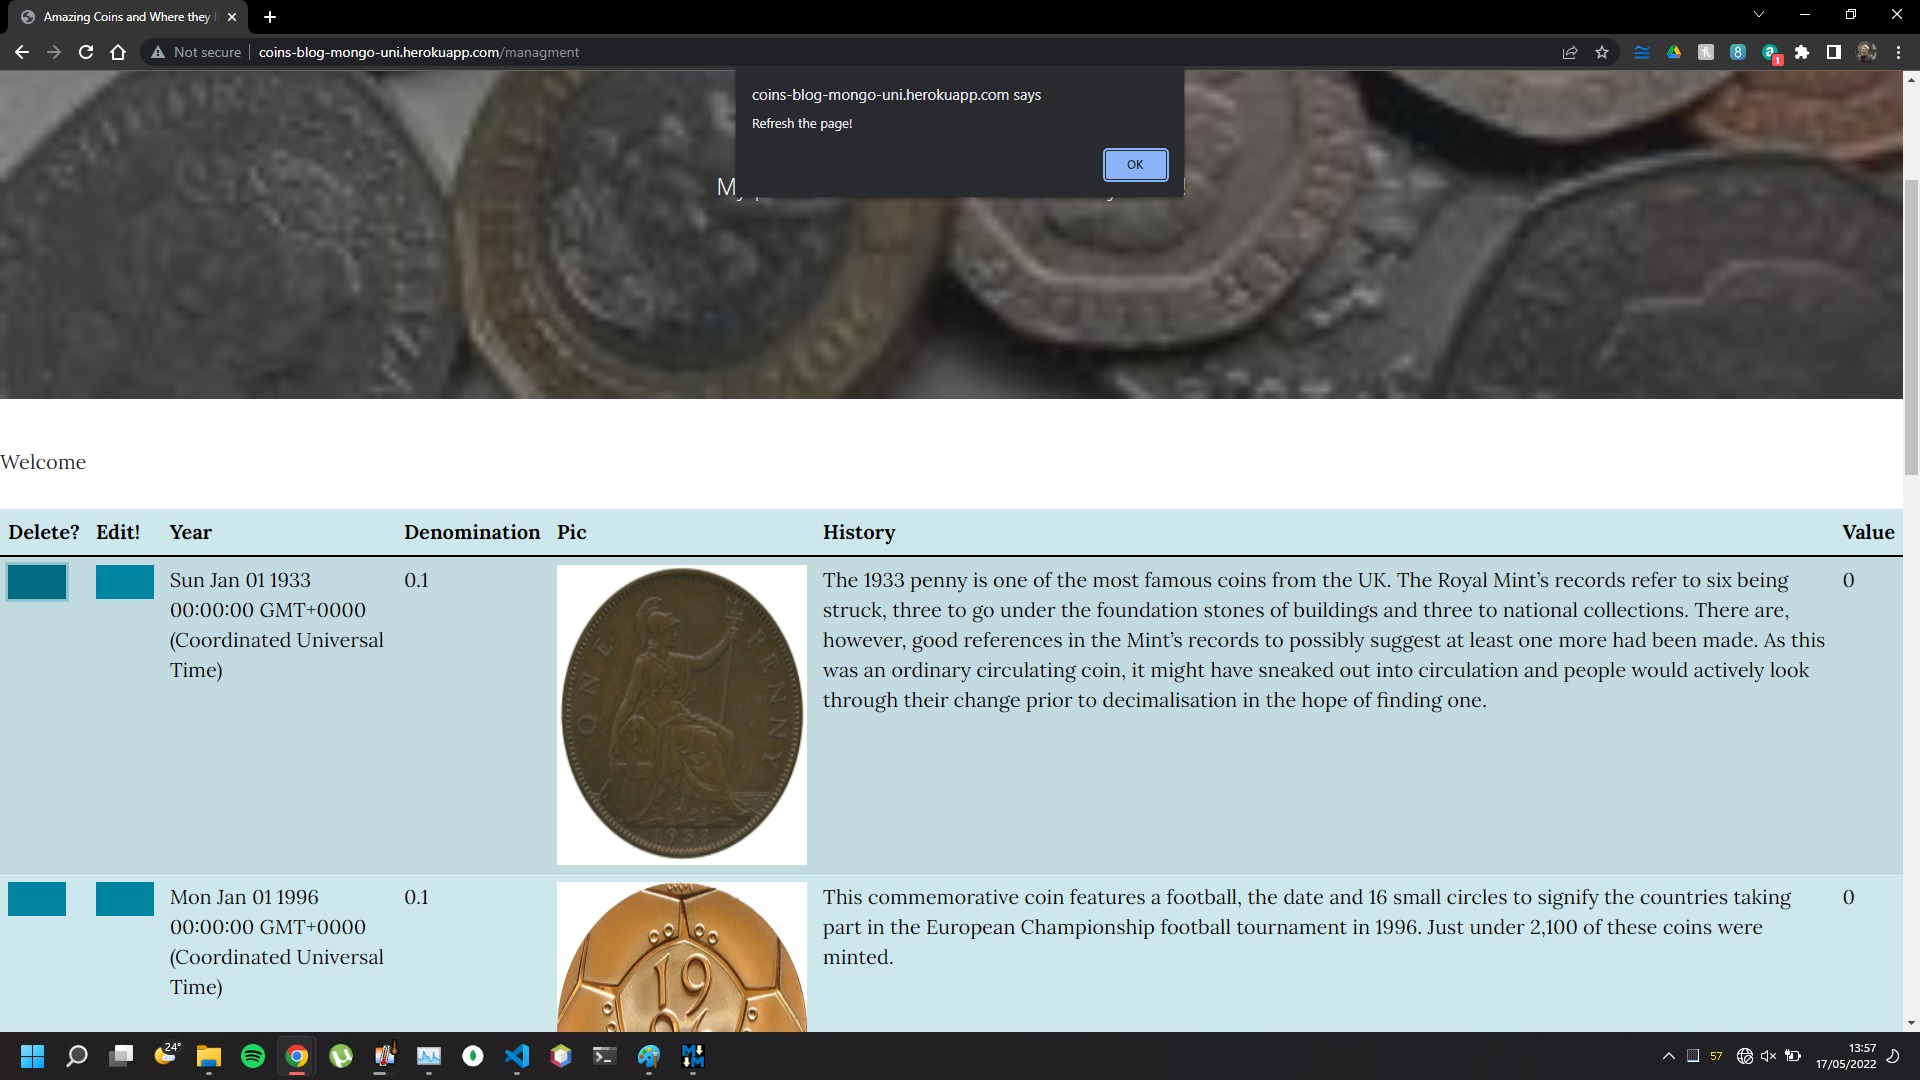 Amazing Coins and Where they
Not secure
coins-blog-mongo-uni.herokuapp.com/managment
8
1
coins-blog-mongo-uni.herokuapp.com says
Refresh the page!
OK
Welcome
Delete? Edit! Year Denomination Pic History Value
Sun Jan 01 1933
00:00:00 GMT+0000
(Coordinated Universal
Time)
0.1
ONE PENNY
1933
The 1933 penny is one of the most famous coins from the UK. The Royal Mint’s records refer to six being
struck, three to go under the foundation stones of buildings and three to national collections. There are,
however, good references in the Mint’s records to possibly suggest at least one more had been made. As this
was an ordinary circulating coin, it might have sneaked out into circulation and people would actively look
through their change prior to decimalisation in the hope of finding one.
0
Mon Jan 01 1996
00:00:00 GMT+0000
(Coordinated Universal
Time)
0.1
19
96
This commemorative coin features a football, the date and 16 small circles to signify the countries taking
part in the European Championship football tournament in 1996. Just under 2,100 of these coins were
minted.
0
24°
57
13:57
17/05/2022